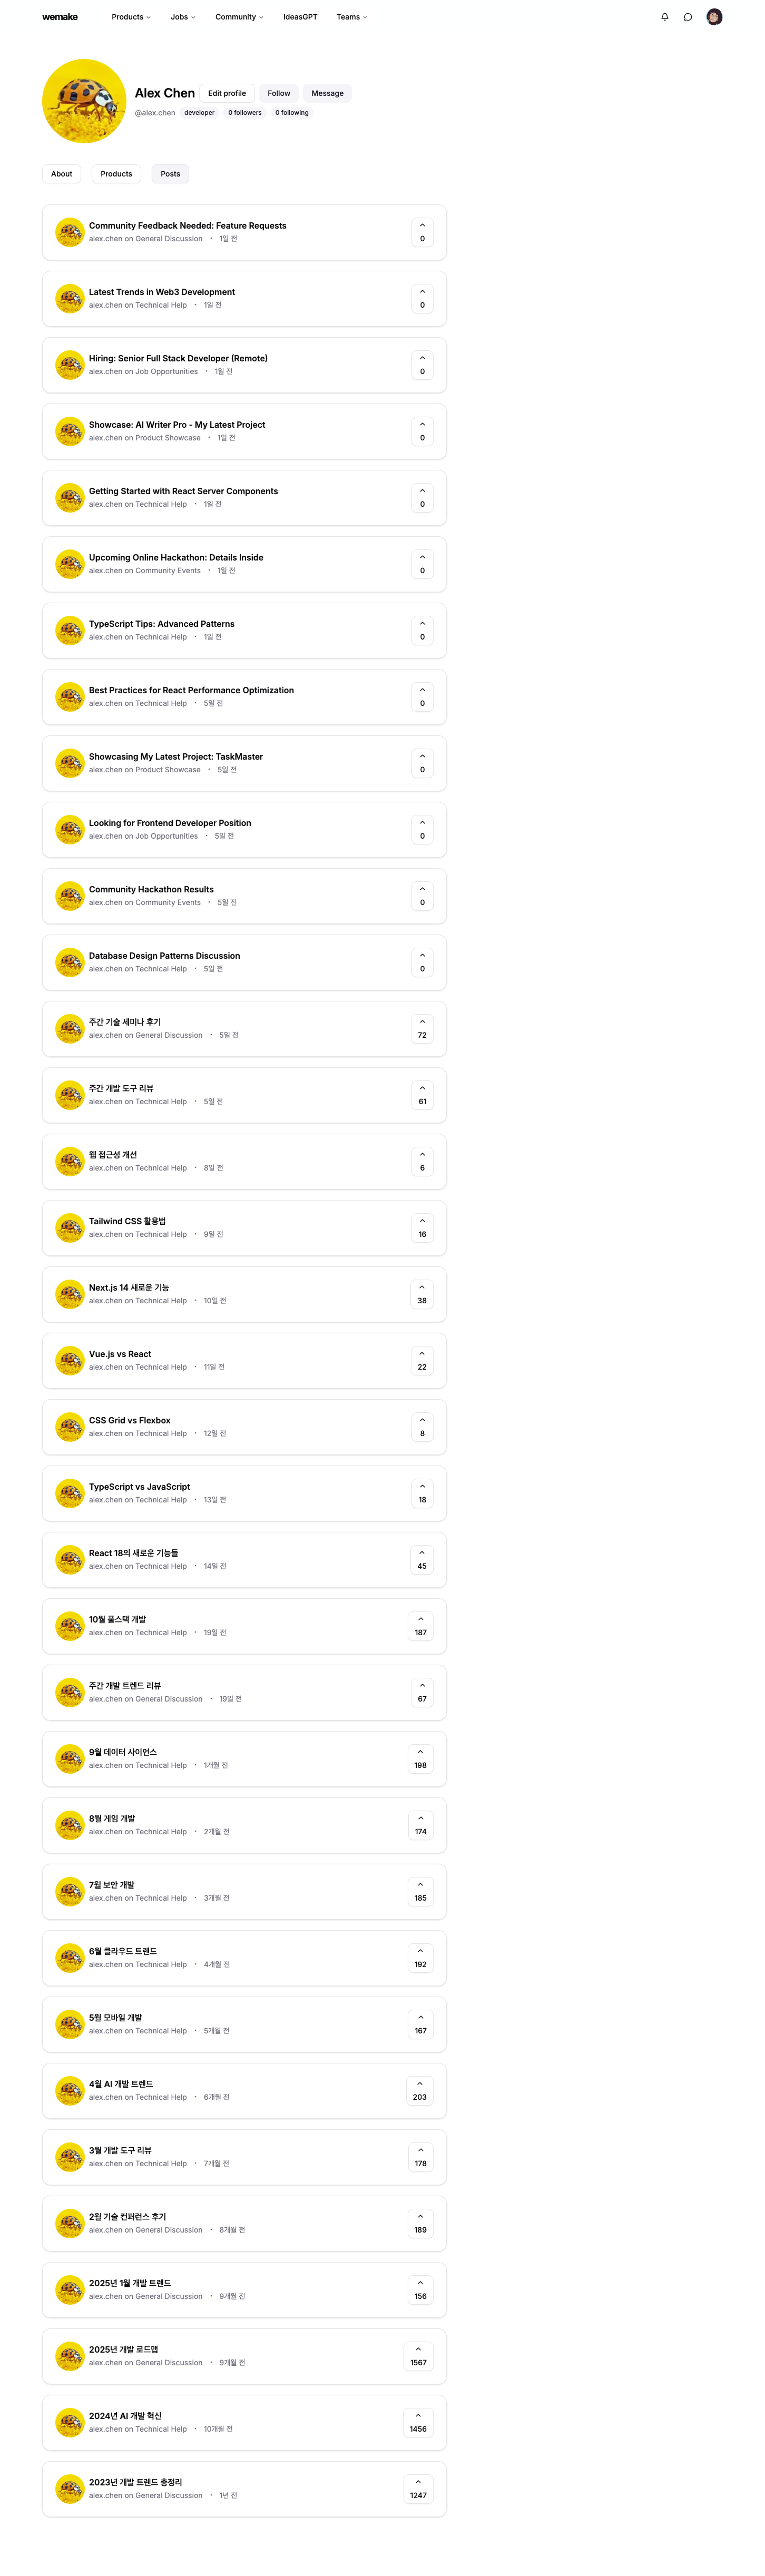 wemake Products Jobs Community IdeasGPT Teams
Alex Chen Edit profile Follow Message
@alex.chen developer 0 followers 0 following
About Products Posts
Community Feedback Needed: Feature Requests
alex.chen on General Discussion • 1일 전
0
Latest Trends in Web3 Development
alex.chen on Technical Help • 1일 전
0
Hiring: Senior Full Stack Developer (Remote)
alex.chen on Job Opportunities • 1일 전
0
Showcase: AI Writer Pro - My Latest Project
alex.chen on Product Showcase • 1일 전
0
Getting Started with React Server Components
alex.chen on Technical Help • 1일 전
0
Upcoming Online Hackathon: Details Inside
alex.chen on Community Events • 1일 전
0
TypeScript Tips: Advanced Patterns
alex.chen on Technical Help • 1일 전
0
Best Practices for React Performance Optimization
alex.chen on Technical Help • 5일 전
0
Showcasing My Latest Project: TaskMaster
alex.chen on Product Showcase • 5일 전
0
Looking for Frontend Developer Position
alex.chen on Job Opportunities • 5일 전
0
Community Hackathon Results
alex.chen on Community Events • 5일 전
0
Database Design Patterns Discussion
alex.chen on Technical Help • 5일 전
0
주간 기술 세미나 후기
alex.chen on General Discussion • 5일 전
72
주간 개발 도구 리뷰
alex.chen on Technical Help • 5일 전
61
웹 접근성 개선
alex.chen on Technical Help • 8일 전
6
Tailwind CSS 활용법
alex.chen on Technical Help • 9일 전
16
Next.js 14 새로운 기능
alex.chen on Technical Help • 10일 전
38
Vue.js vs React
alex.chen on Technical Help • 11일 전
22
CSS Grid vs Flexbox
alex.chen on Technical Help • 12일 전
8
TypeScript vs JavaScript
alex.chen on Technical Help • 13일 전
18
React 18의 새로운 기능들
alex.chen on Technical Help • 14일 전
45
10월 풀스택 개발
alex.chen on Technical Help • 19일 전
187
주간 개발 트렌드 리뷰
alex.chen on General Discussion • 19일 전
67
9월 데이터 사이언스
alex.chen on Technical Help • 1개월 전
198
8월 게임 개발
alex.chen on Technical Help • 2개월 전
174
7월 보안 개발
alex.chen on Technical Help • 3개월 전
185
6월 클라우드 트렌드
alex.chen on Technical Help • 4개월 전
192
5월 모바일 개발
alex.chen on Technical Help • 5개월 전
167
4월 AI 개발 트렌드
alex.chen on Technical Help • 6개월 전
203
3월 개발 도구 리뷰
alex.chen on Technical Help • 7개월 전
178
2월 기술 컨퍼런스 후기
alex.chen on General Discussion • 8개월 전
189
2025년 1월 개발 트렌드
alex.chen on General Discussion • 9개월 전
156
2025년 개발 로드맵
alex.chen on General Discussion • 9개월 전
1567
2024년 AI 개발 혁신
alex.chen on Technical Help • 10개월 전
1456
2023년 개발 트렌드 총정리
alex.chen on General Discussion • 1년 전
1247